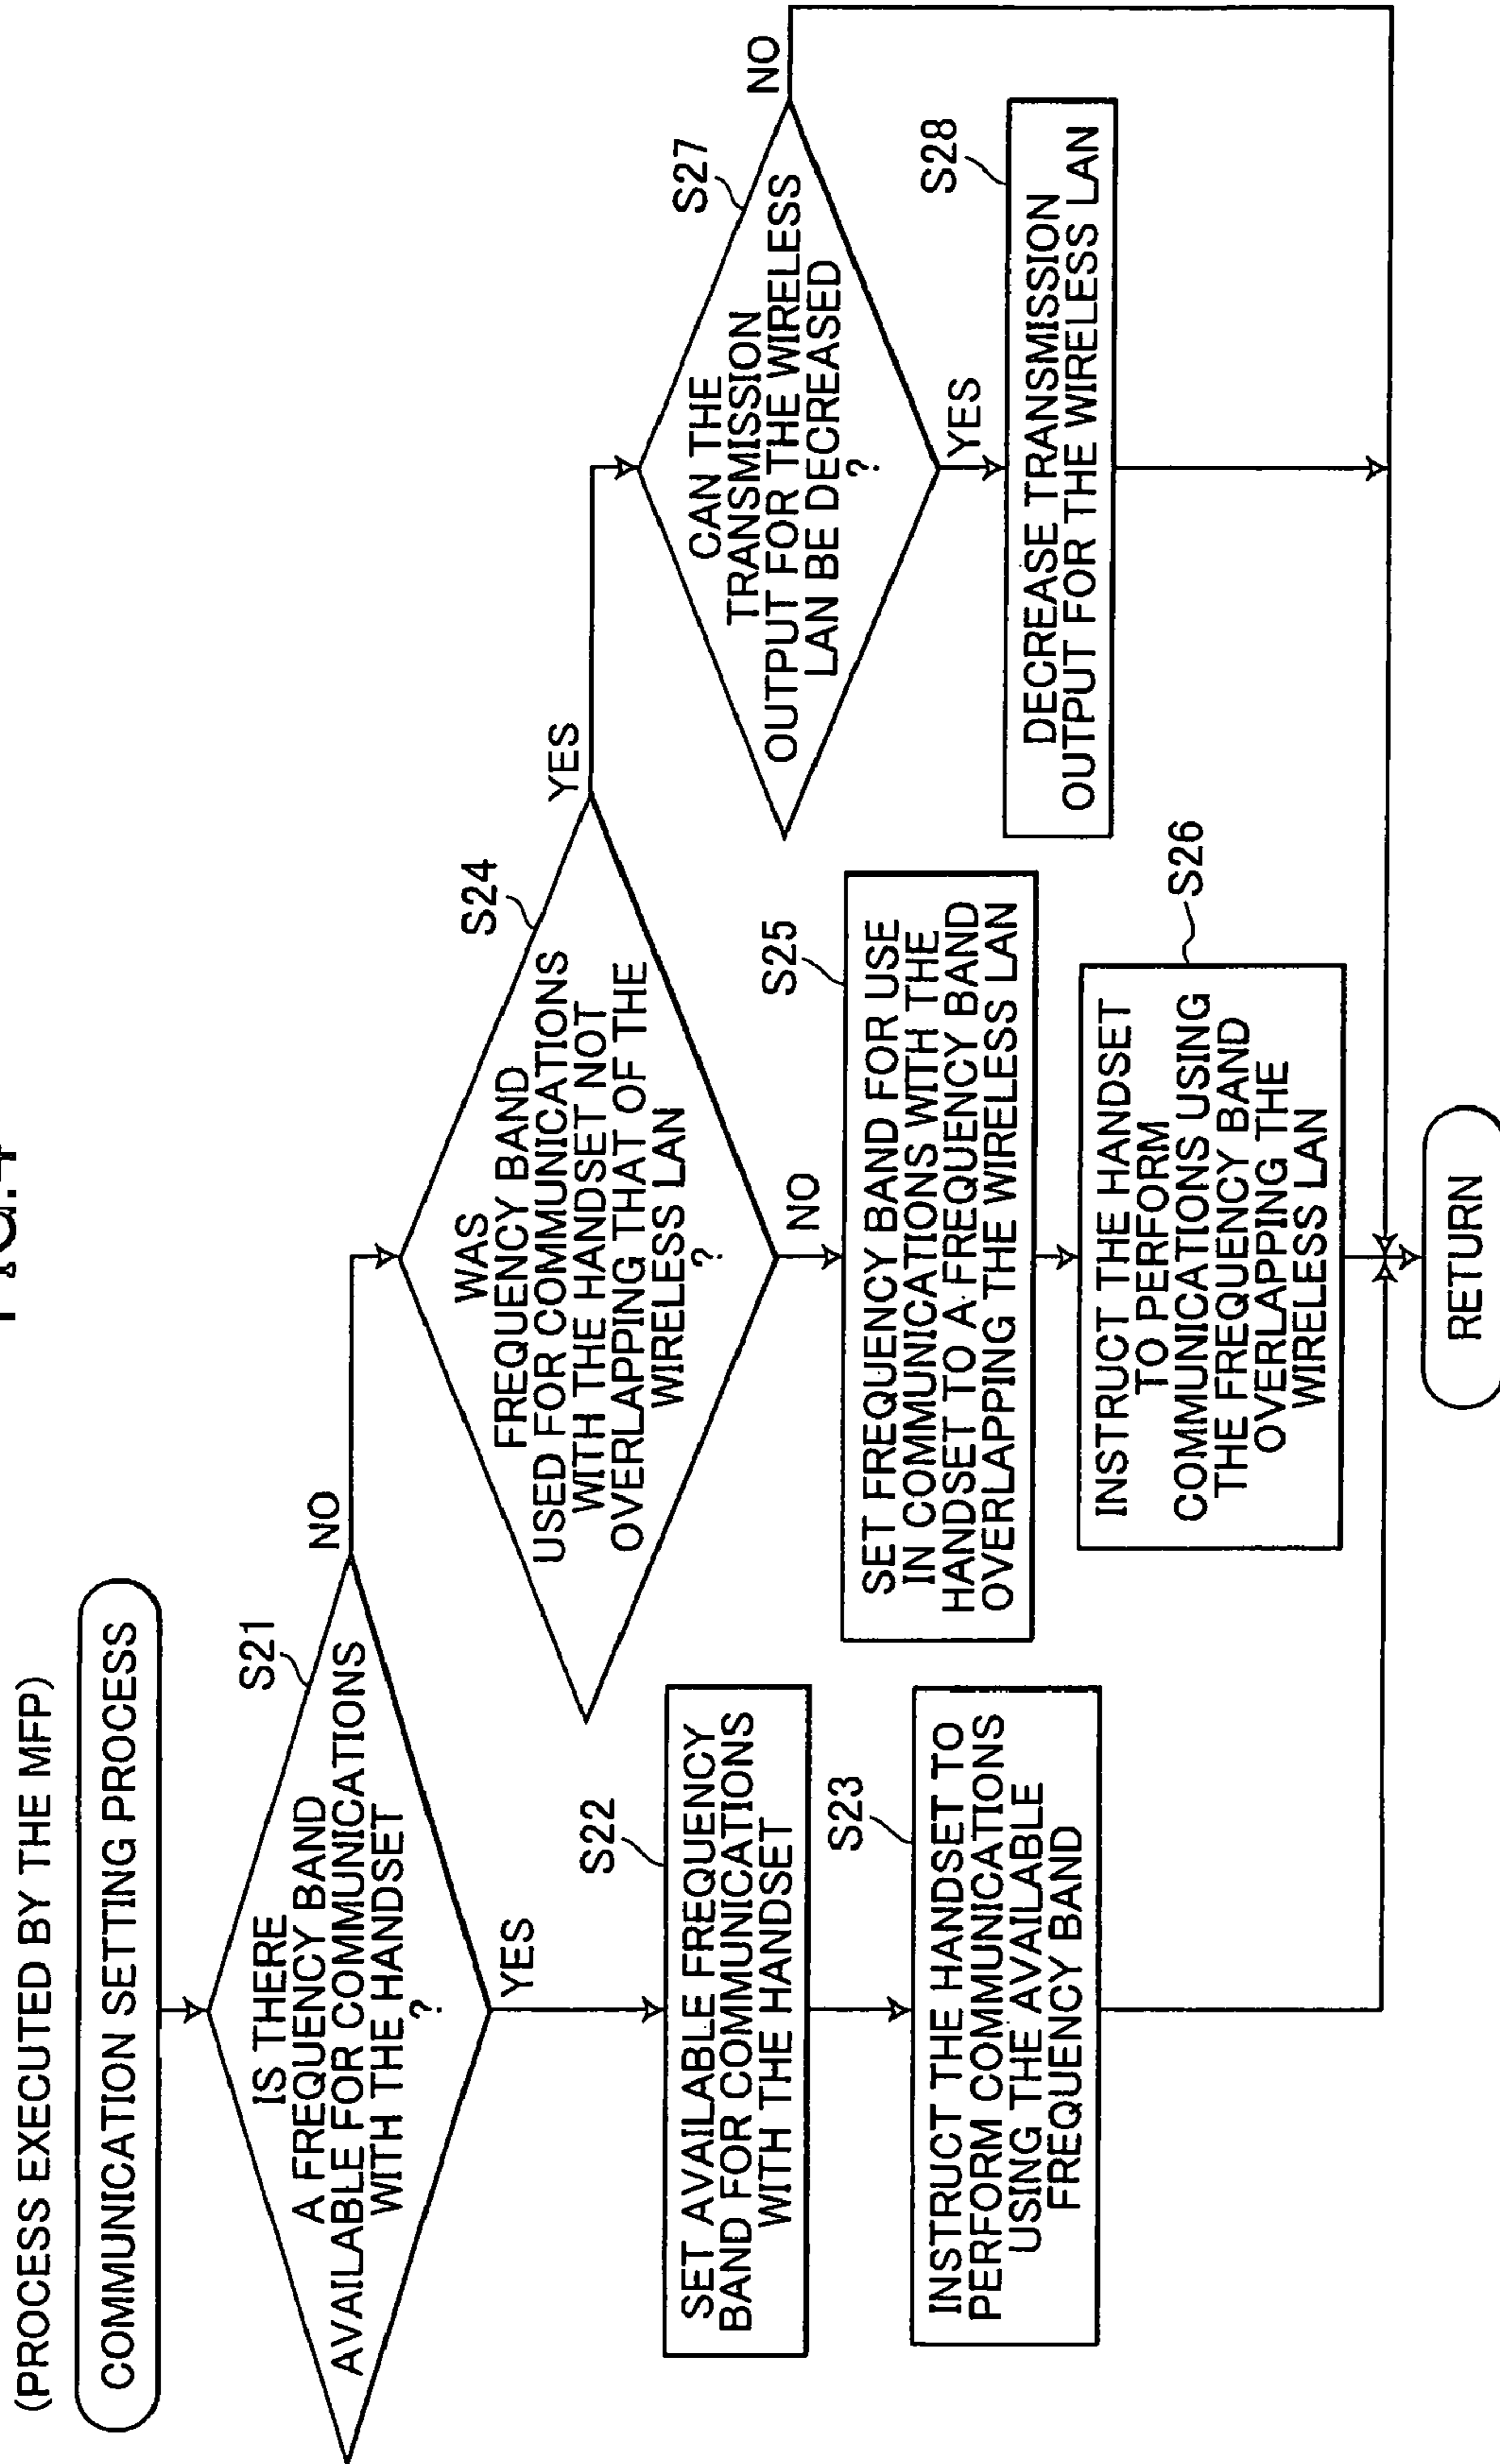 FIG.4
(PROCESS EXECUTED BY THE MFP)
COMMUNICATION SETTING PROCESS
S21
IS THERE
A FREQUENCY BAND
AVAILABLE FOR COMMUNICATIONS
WITH THE HANDSET
?
NO
YES
S22
SET AVAILABLE FREQUENCY
BAND FOR COMMUNICATIONS
WITH THE HANDSET
S23
INSTRUCT THE HANDSET TO
PERFORM COMMUNICATIONS
USING THE AVAILABLE
FREQUENCY BAND
S24
WAS
FREQUENCY BAND
USED FOR COMMUNICATIONS
WITH THE HANDSET NOT
OVERLAPPING THAT OF THE
WIRELESS LAN
?
YES
NO
S25
SET FREQUENCY BAND FOR USE
IN COMMUNICATIONS WITH THE
HANDSET TO A FREQUENCY BAND
OVERLAPPING THE WIRELESS LAN
S26
INSTRUCT THE HANDSET
TO PERFORM
COMMUNICATIONS USING
THE FREQUENCY BAND
OVERLAPPING THE
WIRELESS LAN
S27
CAN THE
TRANSMISSION
OUTPUT FOR THE WIRELESS
LAN BE DECREASED
?
NO
YES
S28
DECREASE TRANSMISSION
OUTPUT FOR THE WIRELESS LAN
RETURN